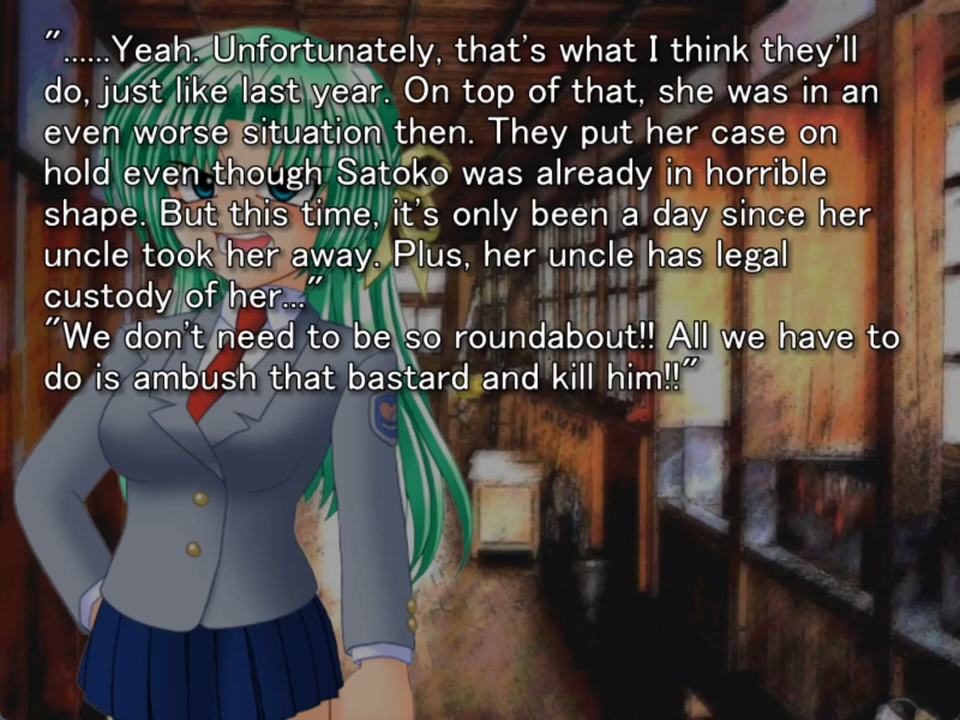 "......Yeah. Unfortunately, that's what I think they'll
do, just like last year. On top of that, she was in an
even worse situation then. They put her case on
hold even though Satoko was already in horrible
shape. But this time, it's only been a day since her
uncle took her away. Plus, her uncle has legal
custody of her..."
"We don't need to be so roundabout!! All we have to
do is ambush that bastard and kill him!!"